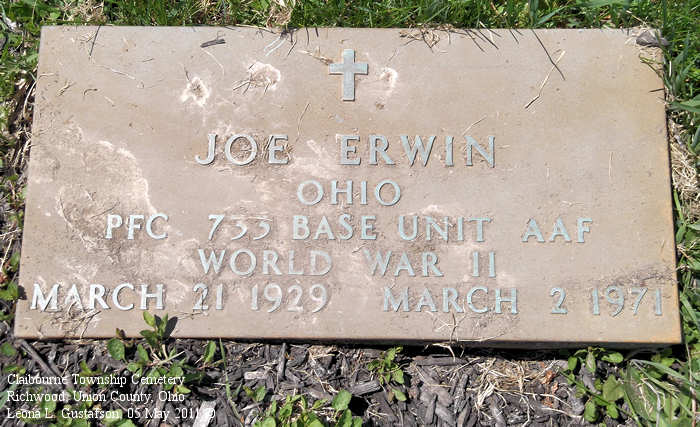 JOE ERWIN
OHIO
PFC 733 BASE UNIT AAF
WORLD WAR II
MARCH 21 1929 MARCH 2 1971
Claibourne Township Cemetery
Richwood, Union County, Ohio
Leona L. Gustafson, 05 May 2011